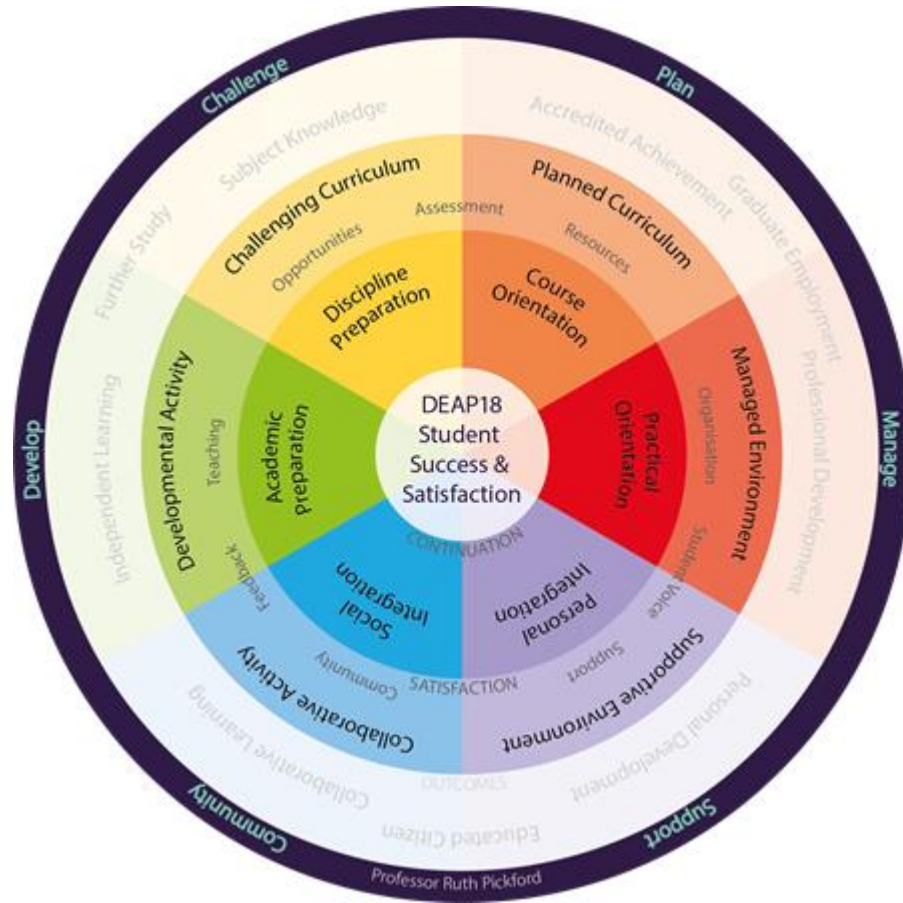 Challenge
Plan
Manage
Support
Community
Develop
Subject Knowledge
Accredited Achievement
Graduate Employment
Professional Development
Personal Development
Educated Citizen
Collaborative Learning
Independent Learning
Further Study
OUTCOMES
Challenging Curriculum
Planned Curriculum
Managed Environment
Supportive Environment
Collaborative Activity
Developmental Activity
Assessment
Resources
Organisation
Student Voice
Support
Community
Feedback
Teaching
Opportunities
SATISFACTION
Discipline
Preparation
Course
Orientation
Practical
Orientation
Personal
Integration
Social
Integration
Academic
Preparation
CONTINUATION
DEAP18
Student
Success &
Satisfaction
Professor Ruth Pickford